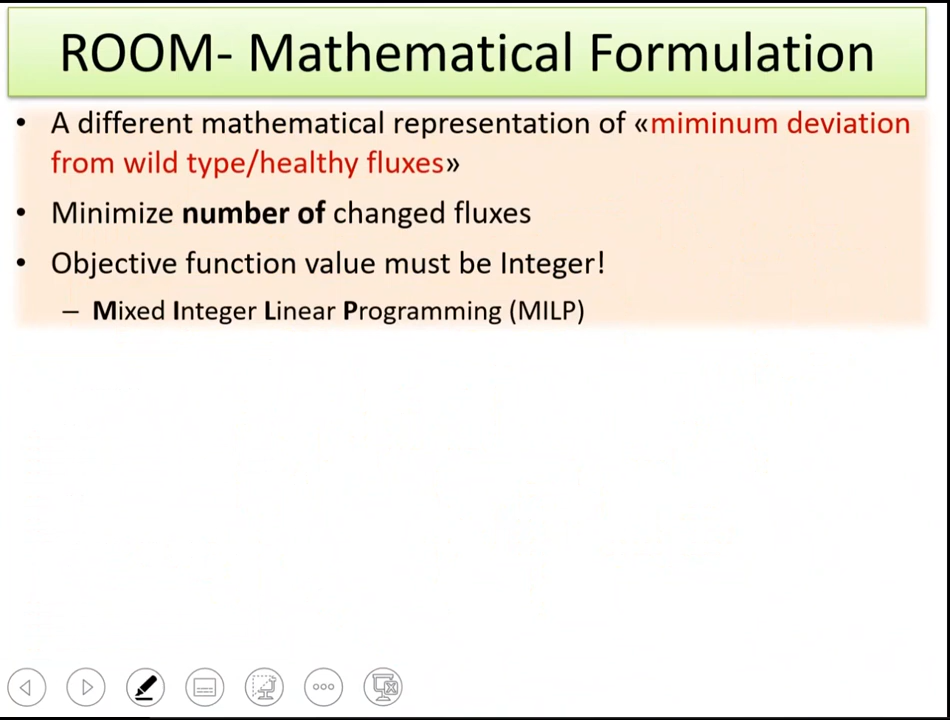 ROOM- Mathematical Formulation
• A different mathematical representation of «miminum deviation
from wild type/healthy fluxes»
• Minimize number of changed fluxes
• Objective function value must be Integer!
– Mixed Integer Linear Programming (MILP)